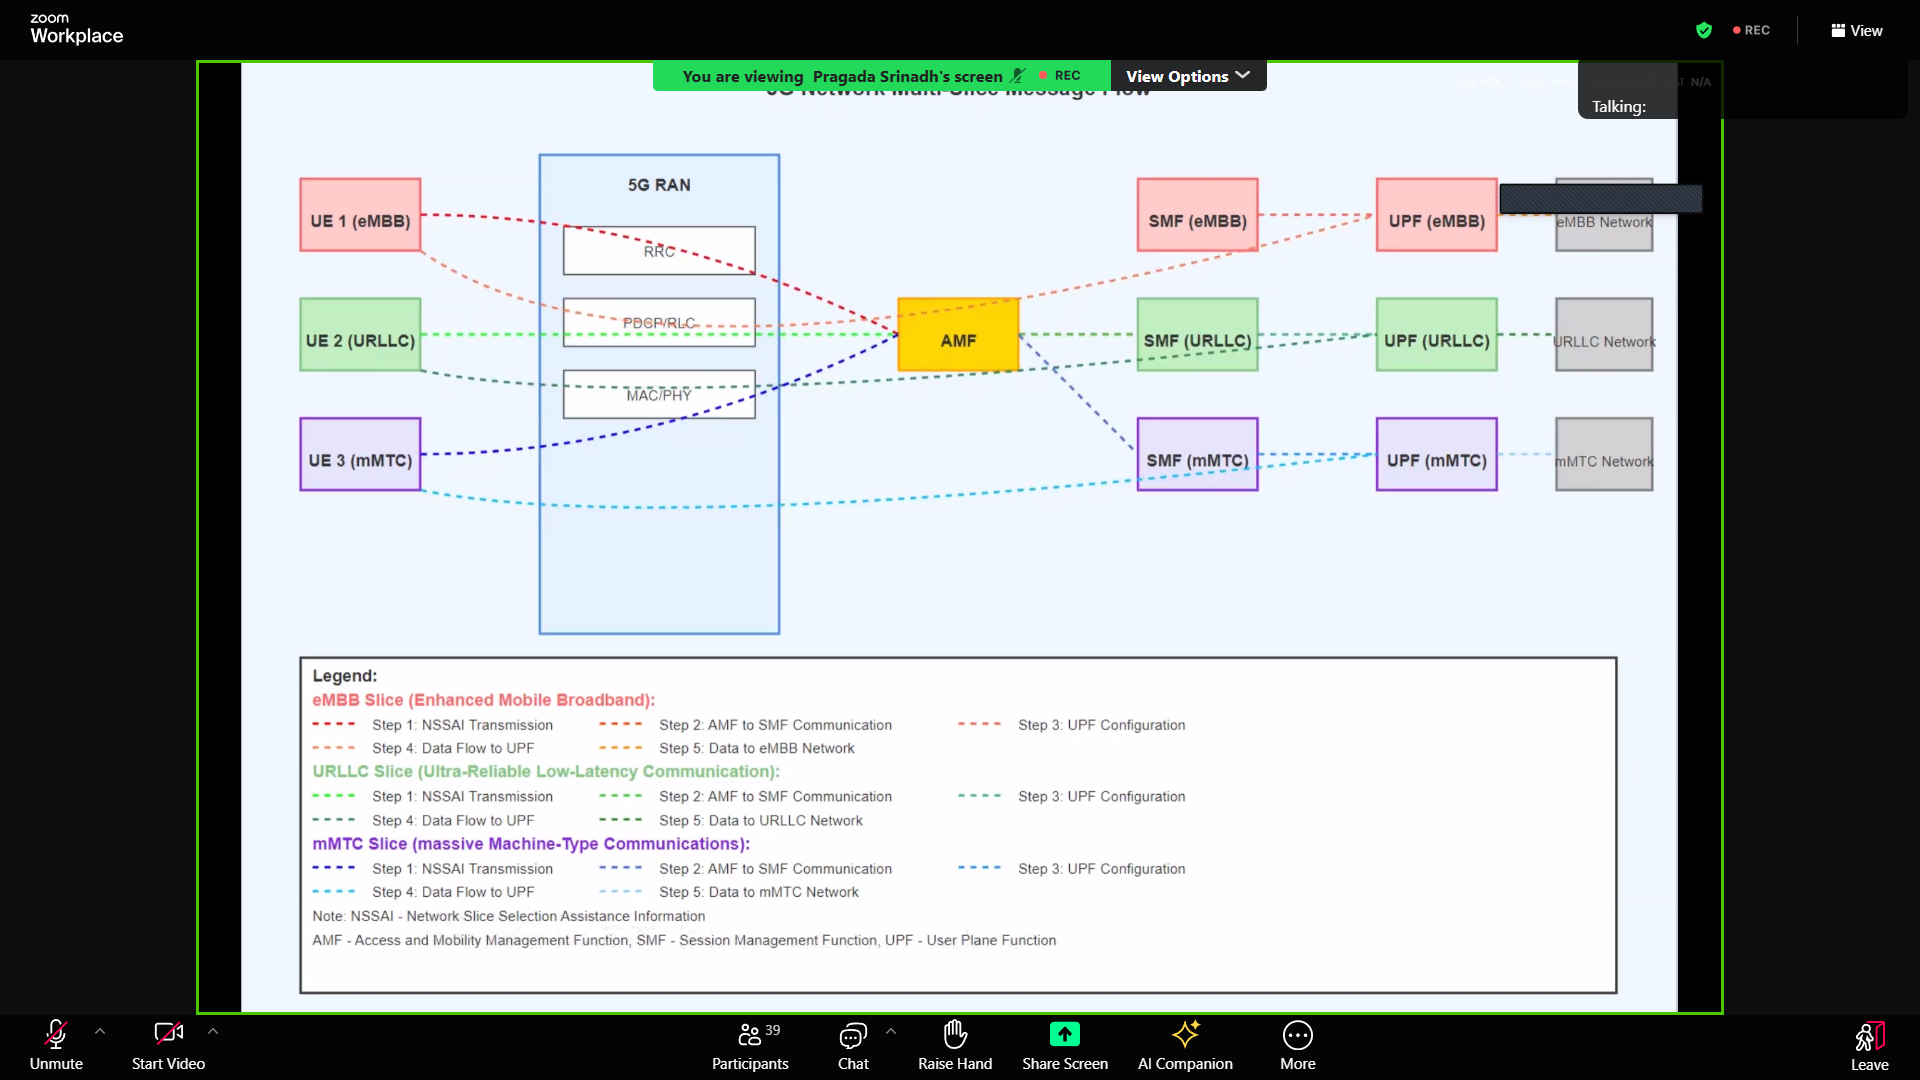 zoom
Workplace
REC
View
You are viewing Pragada Srinadh's screen
REC
View Options
5G Network Multi-Slice Message Flow
N/A
Talking:
5G RAN
UE 1 (eMBB)
SMF (eMBB)
UPF (eMBB)
eMBB Network
RRC
PDCP/RLC
UE 2 (URLLC)
AMF
SMF (URLLC)
UPF (URLLC)
URLLC Network
MAC/PHY
UE 3 (mMTC)
SMF (mMTC)
UPF (mMTC)
mMTC Network
Legend:
eMBB Slice (Enhanced Mobile Broadband):
Step 1: NSSAI Transmission
Step 2: AMF to SMF Communication
Step 3: UPF Configuration
Step 4: Data Flow to UPF
Step 5: Data to eMBB Network
URLLC Slice (Ultra-Reliable Low-Latency Communication):
Step 1: NSSAI Transmission
Step 2: AMF to SMF Communication
Step 3: UPF Configuration
Step 4: Data Flow to UPF
Step 5: Data to URLLC Network
mMTC Slice (massive Machine-Type Communications):
Step 1: NSSAI Transmission
Step 2: AMF to SMF Communication
Step 3: UPF Configuration
Step 4: Data Flow to UPF
Step 5: Data to mMTC Network
Note: NSSAI - Network Slice Selection Assistance Information
AMF - Access and Mobility Management Function, SMF - Session Management Function, UPF - User Plane Function
Unmute
Start Video
39
Participants
Chat
Raise Hand
Share Screen
AI Companion
More
Leave